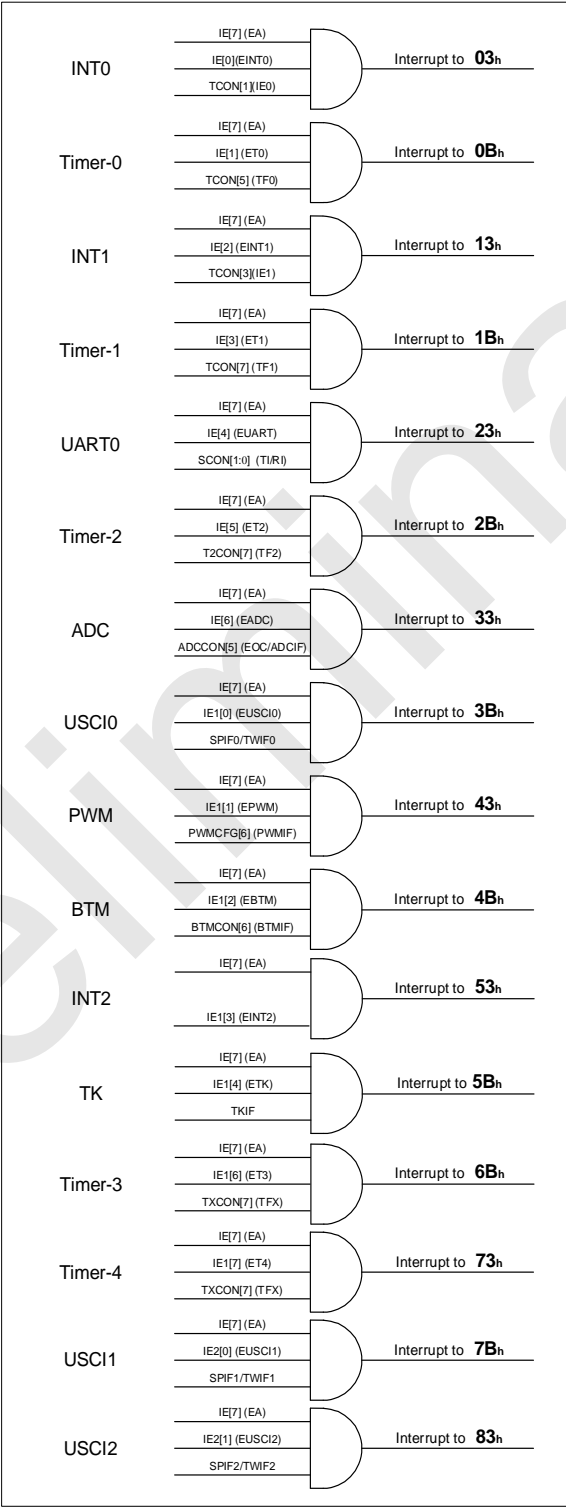 IE[7] (EA)
INT0
IE[0](EINT0)
Interrupt to 03h
TCON[1](IE0)
IE[7] (EA)
Timer-0
IE[1] (ET0)
Interrupt to 0Bh
TCON[5] (TF0)
IE[7] (EA)
INT1
IE[2] (EINT1)
Interrupt to 13h
TCON[3](IE1)
IE[7] (EA)
Timer-1
IE[3] (ET1)
Interrupt to 1Bh
TCON[7] (TF1)
IE[7] (EA)
UART0
IE[4] (EUART)
Interrupt to 23h
SCON[1:0] (TI/RI)
IE[7] (EA)
Timer-2
IE[5] (ET2)
Interrupt to 2Bh
T2CON[7] (TF2)
IE[7] (EA)
ADC
IE[6] (EADC)
Interrupt to 33h
ADCCON[5] (EOC/ADCIF)
IE[7] (EA)
USCI0
IE1[0] (EUSCI0)
Interrupt to 3Bh
SPIF0/TWIF0
IE[7] (EA)
PWM
IE1[1] (EPWM)
Interrupt to 43h
PWMCFG[6] (PWMIF)
IE[7] (EA)
BTM
IE1[2] (EBTM)
Interrupt to 4Bh
BTMCON[6] (BTMIF)
IE[7] (EA)
INT2
Interrupt to 53h
IE1[3] (EINT2)
IE[7] (EA)
TK
IE1[4] (ETK)
Interrupt to 5Bh
TKIF
IE[7] (EA)
Timer-3
IE1[6] (ET3)
Interrupt to 6Bh
TXCON[7] (TFX)
IE[7] (EA)
Timer-4
IE1[7] (ET4)
Interrupt to 73h
TXCON[7] (TFX)
IE[7] (EA)
USCI1
IE2[0] (EUSCI1)
Interrupt to 7Bh
SPIF1/TWIF1
IE[7] (EA)
USCI2
IE2[1] (EUSCI2)
Interrupt to 83h
SPIF2/TWIF2
elimina